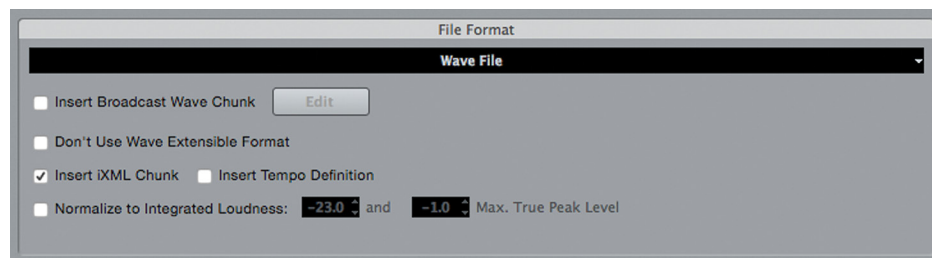 File Format
Wave File
Insert Broadcast Wave Chunk Edit
Don't Use Wave Extensible Format
Insert iXML Chunk Insert Tempo Definition
Normalize to Integrated Loudness: -23.0 and -1.0 Max. True Peak Level